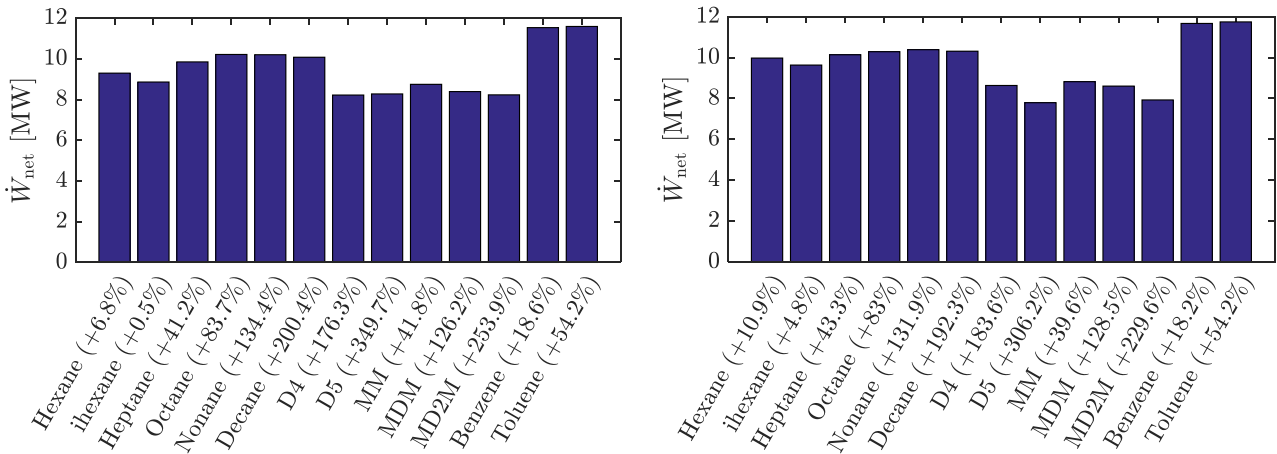 12
10
8
6
4
2
0
Ẇnet [MW]
Hexane (+6.8%)
ihexane (+0.5%)
Heptane (+41.2%)
Octane (+83.7%)
Nonane (+134.4%)
Decane (+200.4%)
D4 (+176.3%)
D5 (+349.7%)
MM (+41.8%)
MDM (+126.2%)
MD2M (+253.9%)
Benzene (+18.6%)
Toluene (+54.2%)
12
10
8
6
4
2
0
Ẇnet [MW]
Hexane (+10.9%)
ihexane (+4.8%)
Heptane (+43.3%)
Octane (+83%)
Nonane (+131.9%)
Decane (+192.3%)
D4 (+183.6%)
D5 (+306.2%)
MM (+39.6%)
MDM (+128.5%)
MD2M (+229.6%)
Benzene (+18.2%)
Toluene (+54.2%)